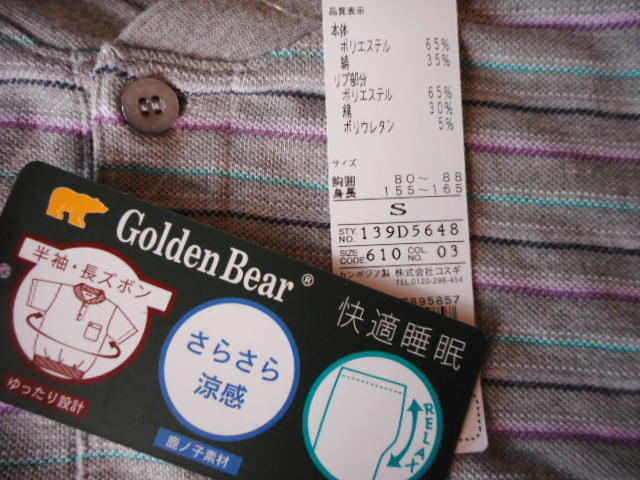 品質表示
本体
ポリエステル 65%
綿 35%
リブ部分
ポリエステル 65%
綿 30%
ポリウレタン 5%
サイズ
胸囲 80〜 88
身長 155〜165
S
STY. NO. 139D5648
SIZE CODE 610 COL. NO. 03
カンボジア製 株式会社コスギ
TEL.0120-298-454
7895857
Golden Bear®
半袖・長ズボン
ゆったり設計
さらさら
涼感
鹿ノ子素材
快適睡眠
RELAX